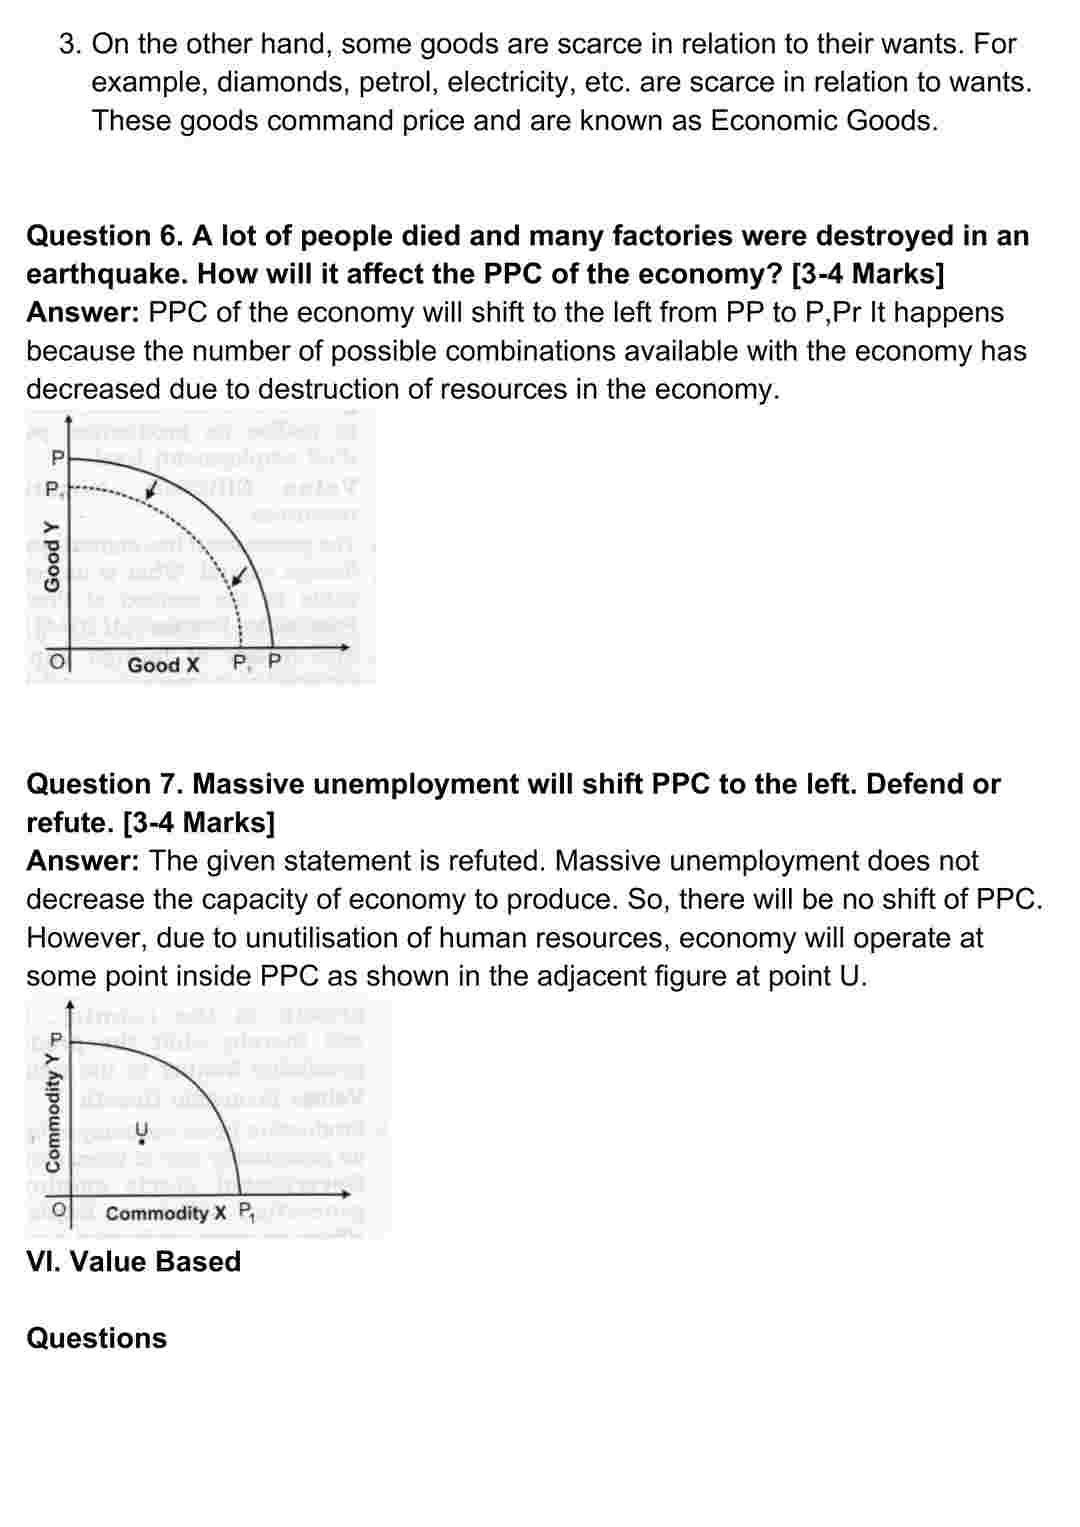 3. On the other hand, some goods are scarce in relation to their wants. For
example, diamonds, petrol, electricity, etc. are scarce in relation to wants.
These goods command price and are known as Economic Goods.
Question 6. A lot of people died and many factories were destroyed in an
earthquake. How will it affect the PPC of the economy? [3-4 Marks]
Answer: PPC of the economy will shift to the left from PP to P,Pr It happens
because the number of possible combinations available with the economy has
decreased due to destruction of resources in the economy.
P
P₁
Good Y
O
Good X P₁ P
Question 7. Massive unemployment will shift PPC to the left. Defend or
refute. [3-4 Marks]
Answer: The given statement is refuted. Massive unemployment does not
decrease the capacity of economy to produce. So, there will be no shift of PPC.
However, due to unutilisation of human resources, economy will operate at
some point inside PPC as shown in the adjacent figure at point U.
P
Commodity Y
U
O
Commodity X P₁
VI. Value Based
Questions